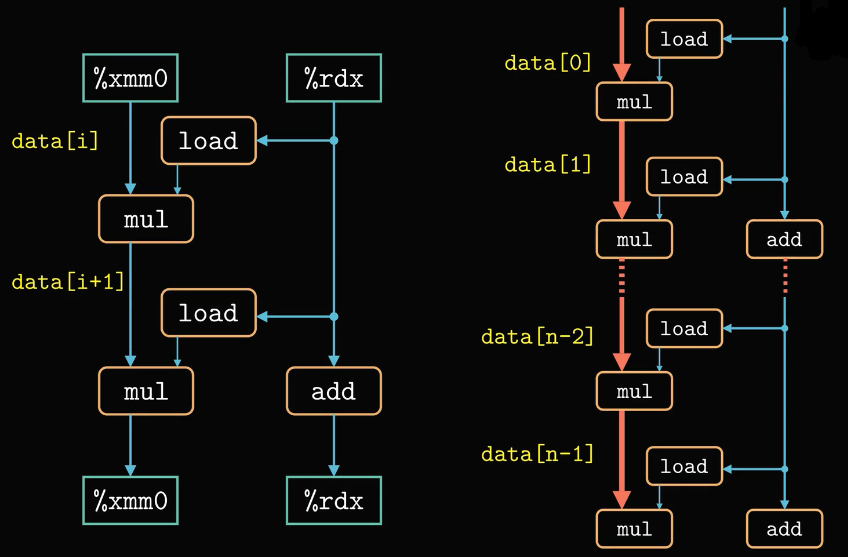 %xmm0
%rdx
data[i]
load
mul
data[i+1]
load
mul
add
%xmm0
%rdx
load
data[0]
mul
data[1]
load
mul
add
load
data[n-2]
mul
data[n-1]
load
mul
add